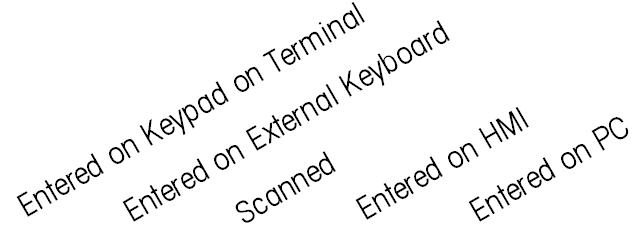 Entered on Keypad on Terminal
Entered on External Keyboard
Scanned
Entered on HMI
Entered on PC